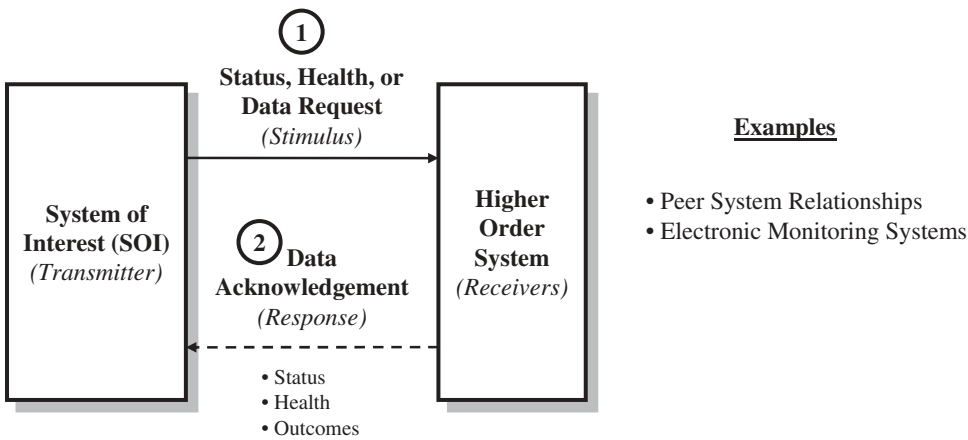 1
Status, Health, or
Data Request
(Stimulus)
System of
Interest (SOI)
(Transmitter)
2
Data
Acknowledgement
(Response)
• Status
• Health
• Outcomes
Higher
Order
System
(Receivers)
Examples
• Peer System Relationships
• Electronic Monitoring Systems